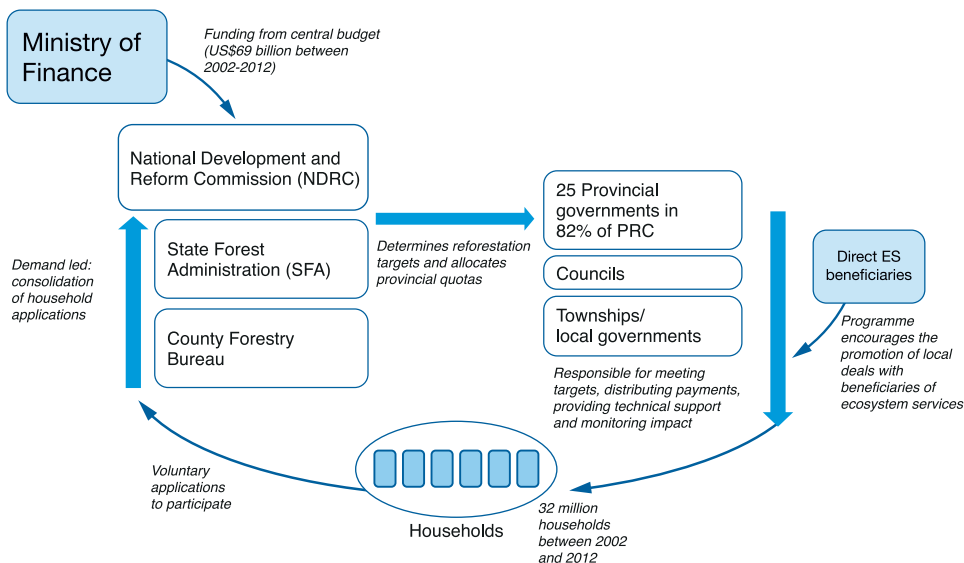 Ministry of
Finance
Funding from central budget
(US$69 billion between
2002-2012)
National Development and
Reform Commission (NDRC)
State Forest
Administration (SFA)
County Forestry
Bureau
Demand led:
consolidation
of household
applications
Determines reforestation
targets and allocates
provincial quotas
25 Provincial
governments in
82% of PRC
Councils
Townships/
local governments
Responsible for meeting
targets, distributing payments,
providing technical support
and monitoring impact
Direct ES
beneficiaries
Programme
encourages the
promotion of local
deals with
beneficiaries of
ecosystem services
Voluntary
applications
to participate
Households
32 million
households
between 2002
and 2012